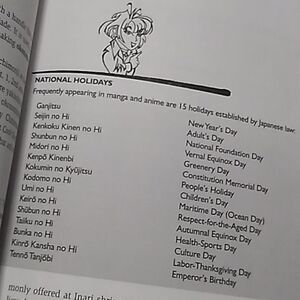 NATIONAL HOLIDAYS
Frequently appearing in manga and anime are 15 holidays established by Japanese law:
Ganjitsu New Year's Day
Seijin no Hi Adult's Day
Kenkoku Kinen no Hi National Foundation Day
Shunbun no Hi Vernal Equinox Day
Midori no Hi Greenery Day
Kenpō Kinenbi Constitution Memorial Day
Kokumin no Kyūjitsu People's Holiday
Kodomo no Hi Children's Day
Umi no Hi Maritime Day (Ocean Day)
Keirō no Hi Respect-for-the-Aged Day
Shūbun no Hi Autumnal Equinox Day
Taiiku no Hi Health-Sports Day
Bunka no Hi Culture Day
Kinrō Kansha no Hi Labor-Thanksgiving Day
Tennō Tanjōbi Emperor's Birthday
monly offered at Inari